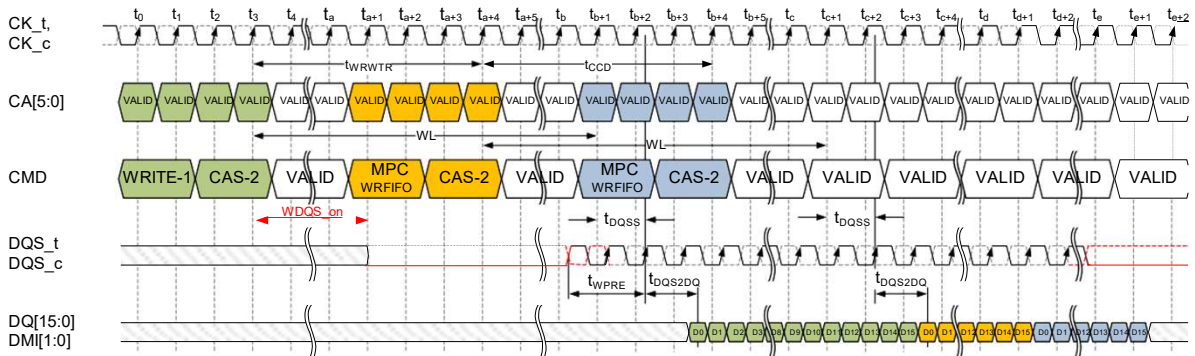 CK_t, t0 t1 t2 t3 t4 ta ta+1 ta+2 ta+3 ta+4 ta+5 tb tb+1 tb+2 tb+3 tb+4 tb+5 tc tc+1 tc+2 tc+3 tc+4 td td+1 td+2 te te+1 te+2
CK_c
tWRWTR tCCD
CA[5:0] VALID VALID VALID VALID VALID VALID VALID VALID VALID VALID VALID VALID VALID VALID VALID VALID VALID VALID VALID VALID VALID VALID VALID VALID VALID VALID VALID VALID
WL WL
CMD WRITE-1 CAS-2 VALID MPC WRFIFO CAS-2 VALID MPC WRFIFO CAS-2 VALID VALID VALID VALID VALID VALID
WDQS_on tDQSS tDQSS
DQS_t
DQS_c
tWPRE tDQS2DQ tDQS2DQ
DQ[15:0] D0 D1 D2 D3 D8 D9 D10 D11 D12 D13 D14 D15 D0 D1 D12 D13 D14 D15 D0 D1 D12 D13 D14 D15
DMI[1:0]